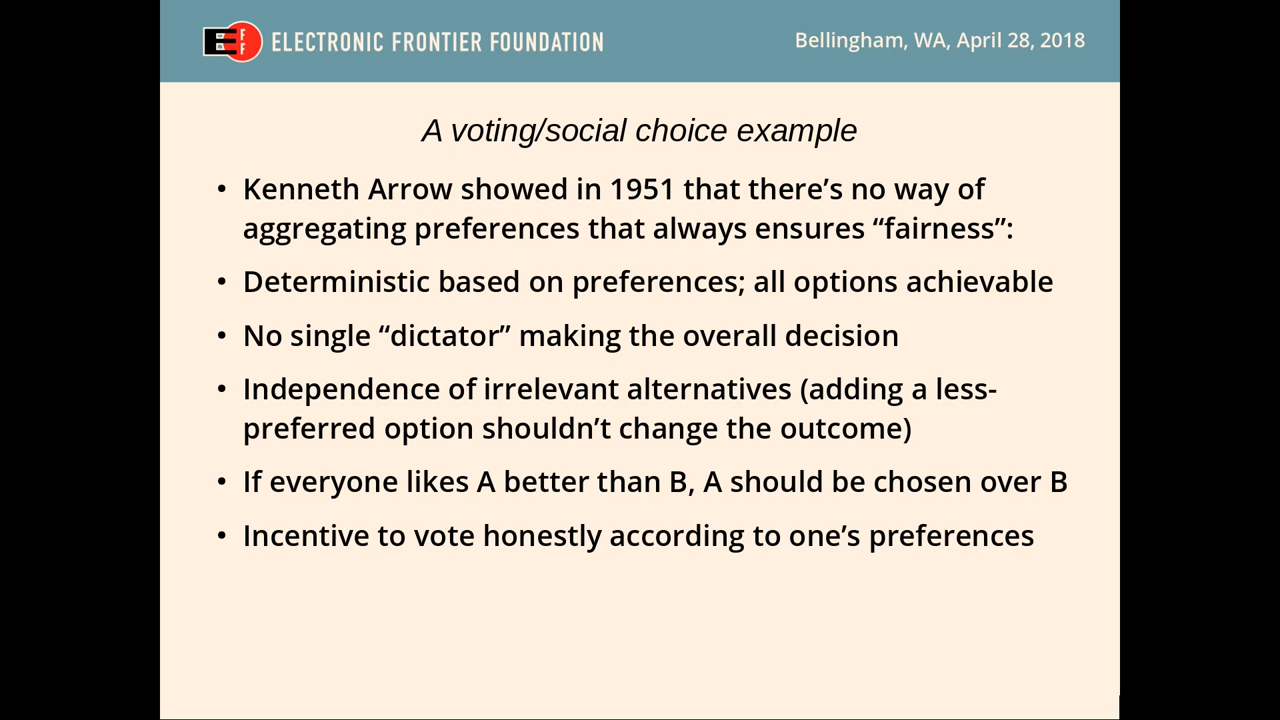 EFF ELECTRONIC FRONTIER FOUNDATION
Bellingham, WA, April 28, 2018
A voting/social choice example
• Kenneth Arrow showed in 1951 that there’s no way of
aggregating preferences that always ensures “fairness”:
• Deterministic based on preferences; all options achievable
• No single “dictator” making the overall decision
• Independence of irrelevant alternatives (adding a less-
preferred option shouldn’t change the outcome)
• If everyone likes A better than B, A should be chosen over B
• Incentive to vote honestly according to one’s preferences